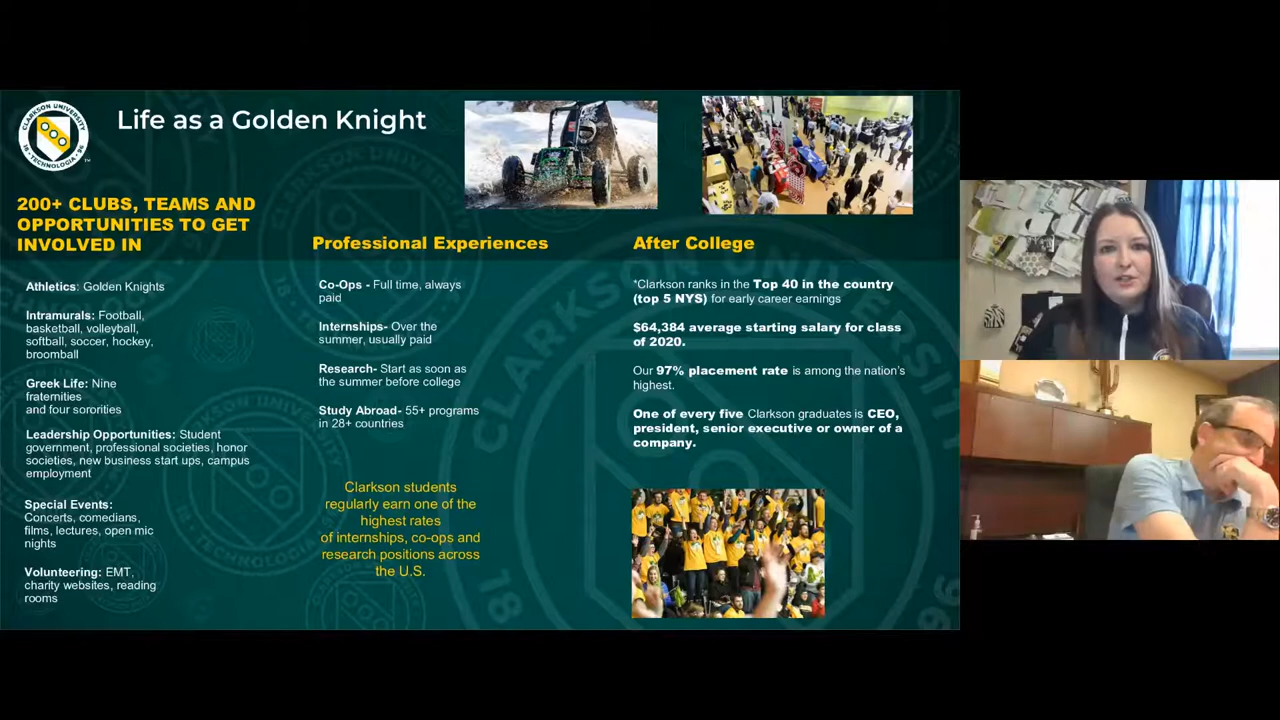 CLARKSON UNIVERSITY
18 · TECHNOLOGIA · 96
TM
Life as a Golden Knight
200+ CLUBS, TEAMS AND
OPPORTUNITIES TO GET
INVOLVED IN
Athletics: Golden Knights
Intramurals: Football,
basketball, volleyball,
softball, soccer, hockey,
broomball
Greek Life: Nine
fraternities
and four sororities
Leadership Opportunities: Student
government, professional societies, honor
societies, new business start ups, campus
employment
Special Events:
Concerts, comedians,
films, lectures, open mic
nights
Volunteering: EMT,
charity websites, reading
rooms
Professional Experiences
Co-Ops - Full time, always
paid
Internships- Over the
summer, usually paid
Research- Start as soon as
the summer before college
Study Abroad- 55+ programs
in 28+ countries
Clarkson students
regularly earn one of the
highest rates
of internships, co-ops and
research positions across
the U.S.
After College
*Clarkson ranks in the Top 40 in the country
(top 5 NYS) for early career earnings
$64,384 average starting salary for class
of 2020.
Our 97% placement rate is among the nation's
highest.
One of every five Clarkson graduates is CEO,
president, senior executive or owner of a
company.